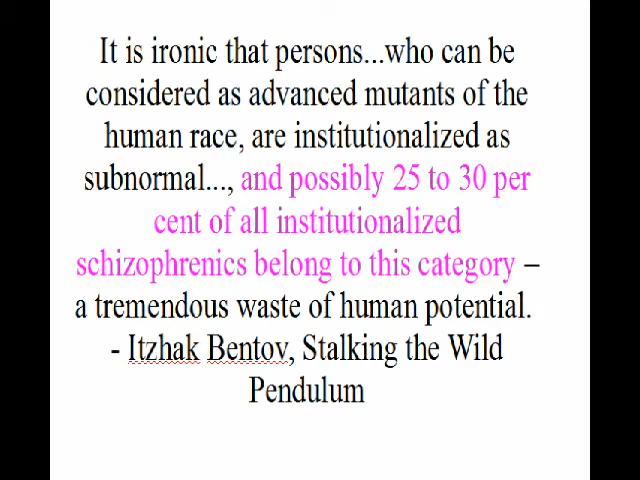 It is ironic that persons...who can be
considered as advanced mutants of the
human race, are institutionalized as
subnormal..., and possibly 25 to 30 per
cent of all institutionalized
schizophrenics belong to this category –
a tremendous waste of human potential.
- Itzhak Bentov, Stalking the Wild
Pendulum